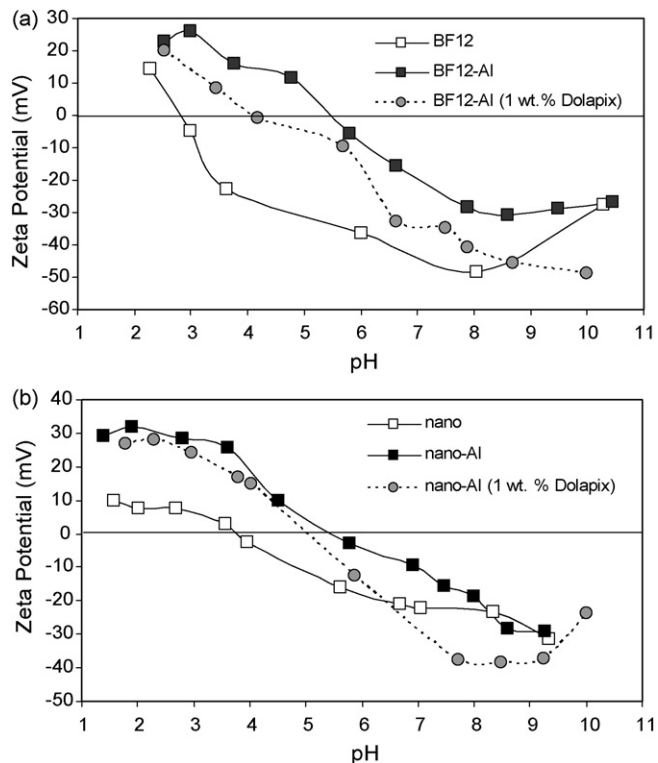 (a)
30
20
10
0
-10
-20
-30
-40
-50
-60
Zeta Potential (mV)
BF12
BF12-Al
BF12-Al (1 wt.% Dolapix)
1 2 3 4 5 6 7 8 9 10 11
pH
(b)
40
30
20
10
0
-10
-20
-30
-40
-50
Zeta Potential (mV)
nano
nano-Al
nano-Al (1 wt. % Dolapix)
1 2 3 4 5 6 7 8 9 10 11
pH